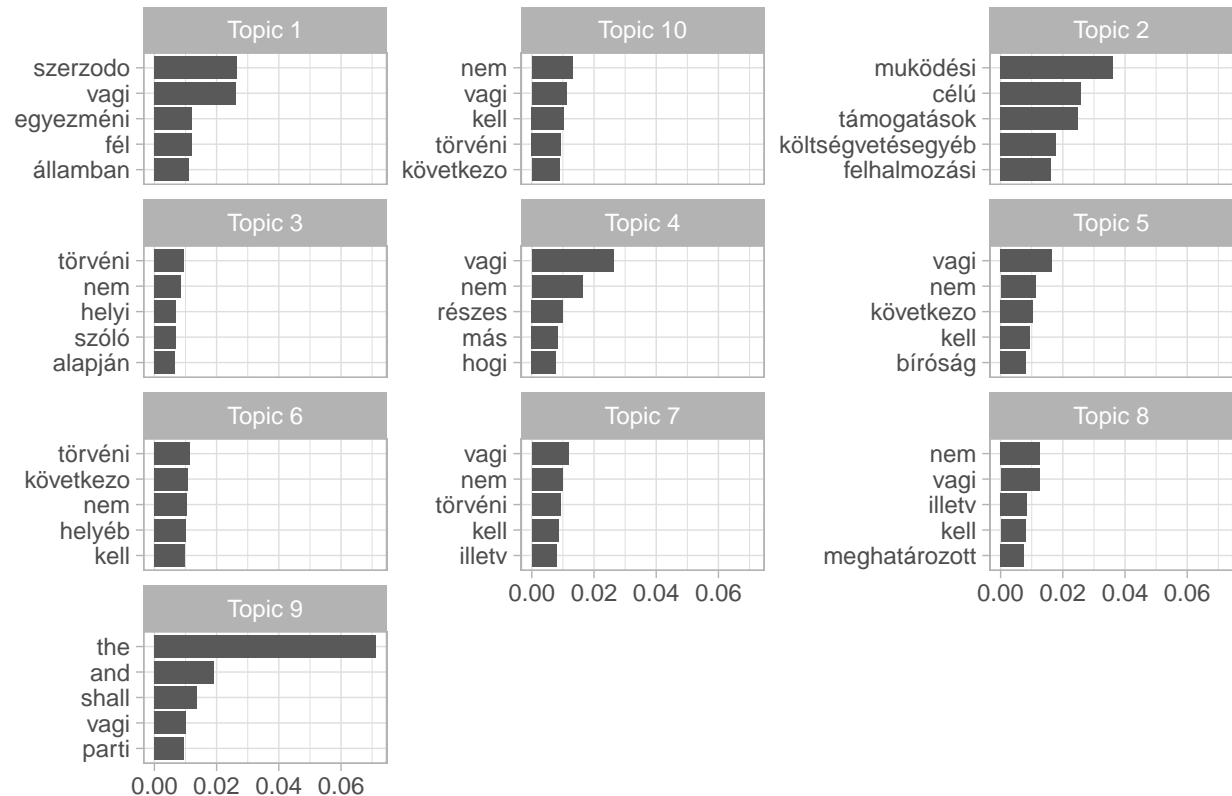 Topic 1
szerzodo
vagi
egyezméni
fél
államban
Topic 10
nem
vagi
kell
törvéni
következo
Topic 2
muködési
célú
támogatások
költségvetésegyéb
felhalmozási
Topic 3
törvéni
nem
helyi
szóló
alapján
Topic 4
vagi
nem
részes
más
hogi
Topic 5
vagi
nem
következo
kell
bíróság
Topic 6
törvéni
következo
nem
helyéb
kell
Topic 7
vagi
nem
törvéni
kell
illetv
0.00 0.02 0.04 0.06
Topic 8
nem
vagi
illetv
kell
meghatározott
0.00 0.02 0.04 0.06
Topic 9
the
and
shall
vagi
parti
0.00 0.02 0.04 0.06